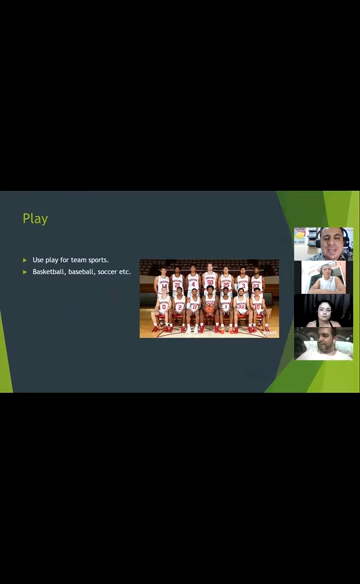 Play
Use play for team sports.
Basketball, baseball, soccer etc.